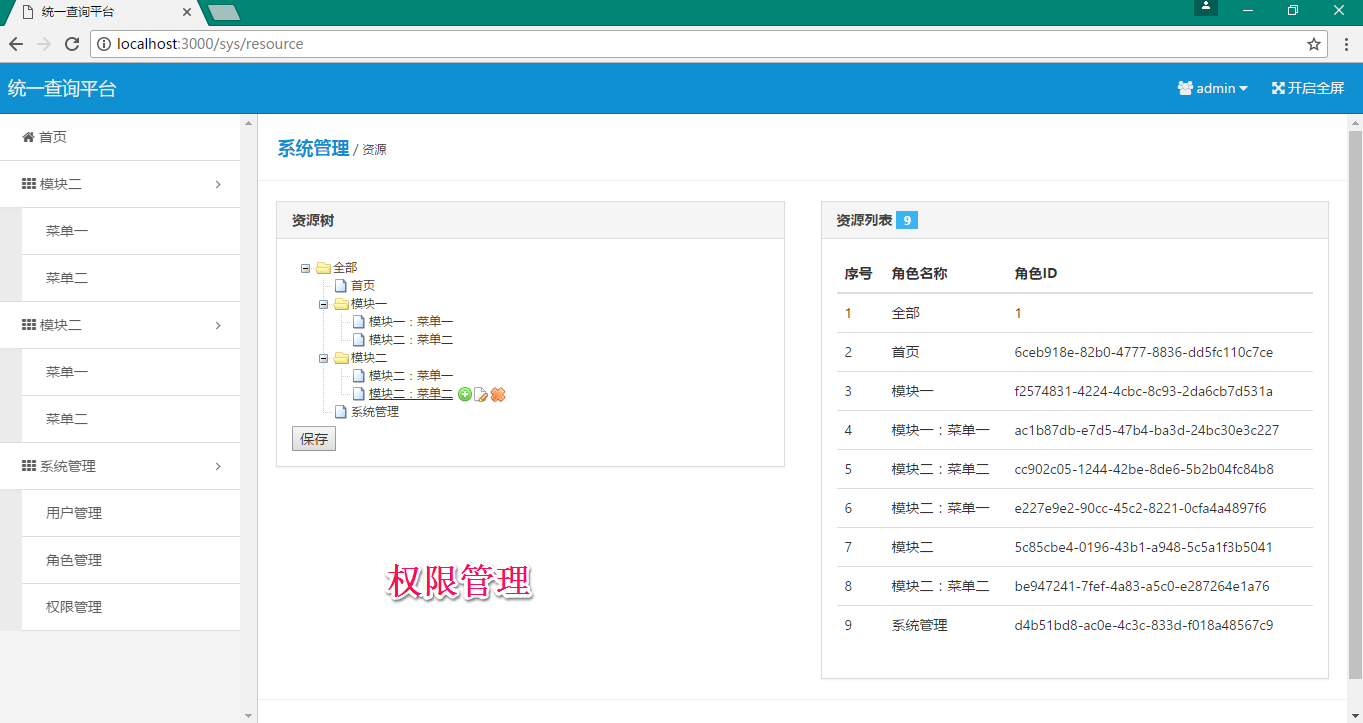 统一查询平台
localhost:3000/sys/resource
统一查询平台
admin
开启全屏
首页
模块二
菜单一
菜单二
模块二
菜单一
菜单二
系统管理
用户管理
角色管理
权限管理
系统管理 / 资源
资源树
全部
首页
模块一
模块一：菜单一
模块二：菜单二
模块二
模块二：菜单一
模块二：菜单二
系统管理
保存
权限管理
资源列表 9
序号 角色名称 角色ID
1 全部 1
2 首页 6ceb918e-82b0-4777-8836-dd5fc110c7ce
3 模块一 f2574831-4224-4cbc-8c93-2da6cb7d531a
4 模块一：菜单一 ac1b87db-e7d5-47b4-ba3d-24bc30e3c227
5 模块二：菜单二 cc902c05-1244-42be-8de6-5b2b04fc84b8
6 模块二：菜单一 e227e9e2-90cc-45c2-8221-0cfa4a4897f6
7 模块二 5c85cbe4-0196-43b1-a948-5c5a1f3b5041
8 模块二：菜单二 be947241-7fef-4a83-a5c0-e287264e1a76
9 系统管理 d4b51bd8-ac0e-4c3c-833d-f018a48567c9